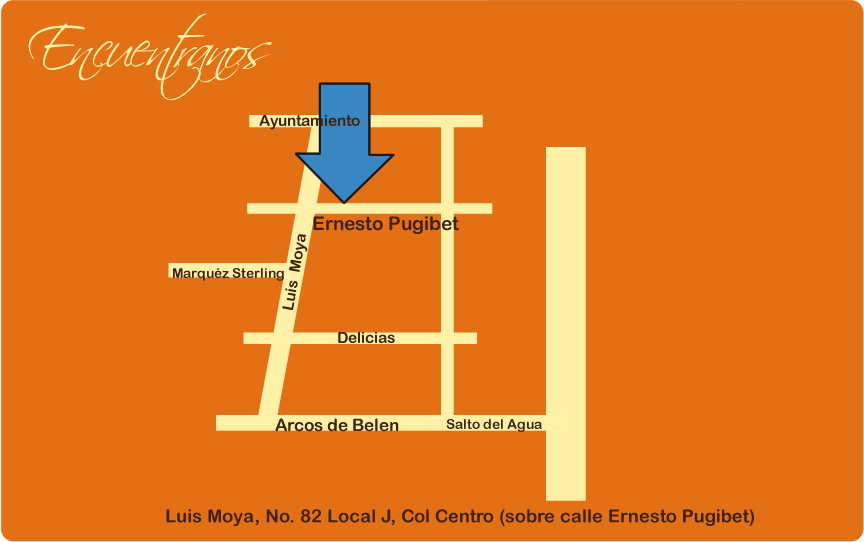 Encuentranos
Ayuntamiento
Ernesto Pugibet
Luis Moya
Marquéz Sterling
Delicias
Arcos de Belen
Salto del Agua
Luis Moya, No. 82 Local J, Col Centro (sobre calle Ernesto Pugibet)